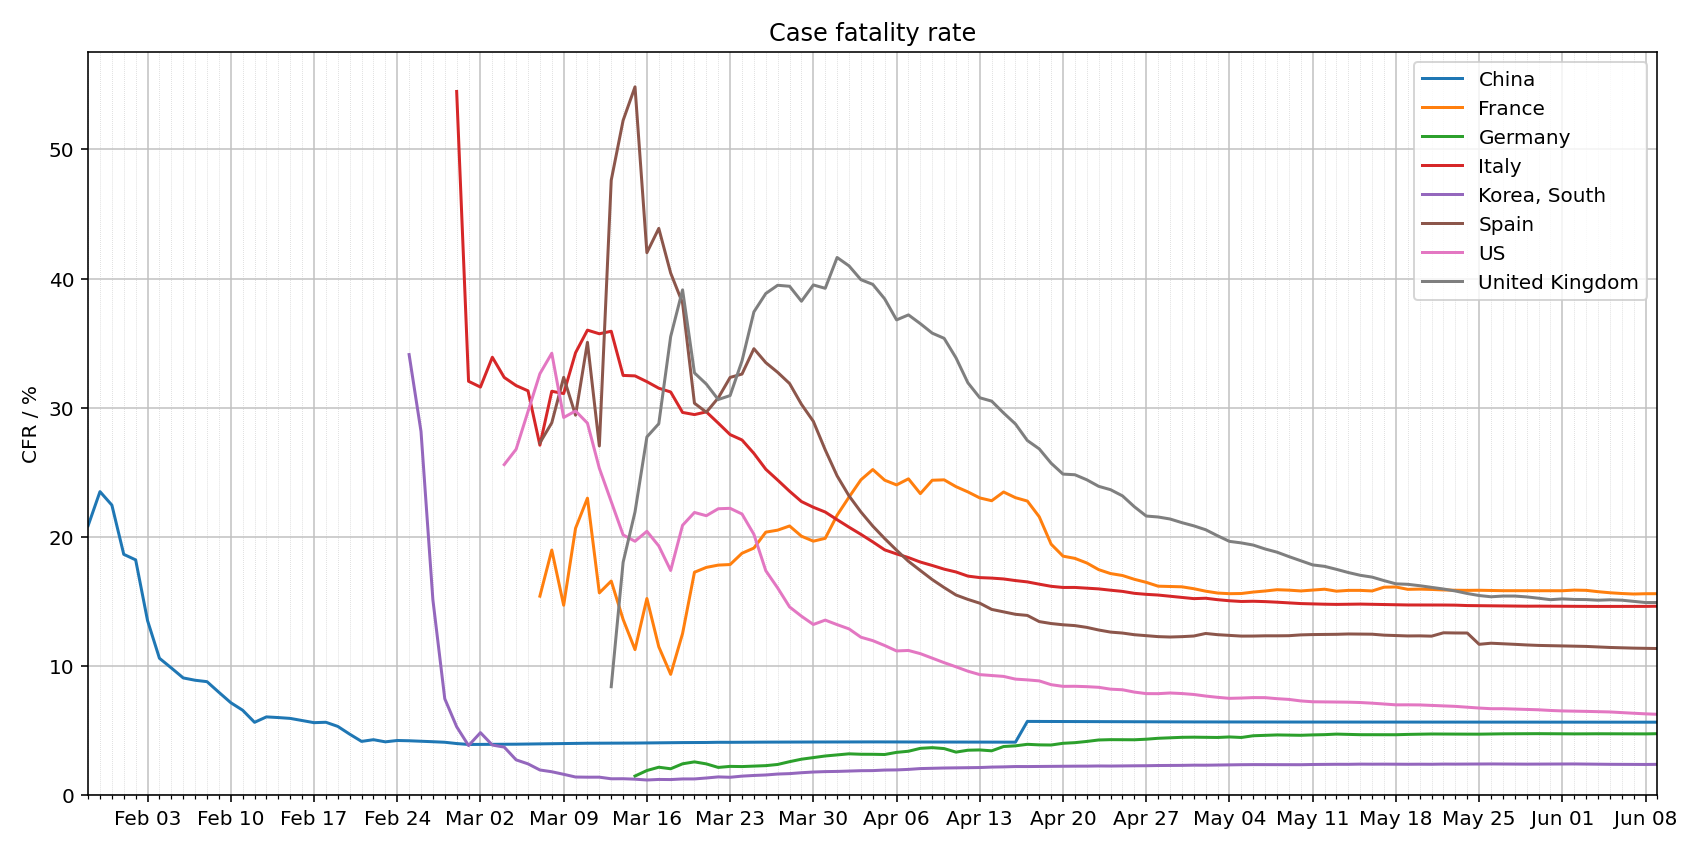 Case fatality rate
CFR / %
50
40
30
20
10
0
China
France
Germany
Italy
Korea, South
Spain
US
United Kingdom
Feb 03 Feb 10 Feb 17 Feb 24 Mar 02 Mar 09 Mar 16 Mar 23 Mar 30 Apr 06 Apr 13 Apr 20 Apr 27 May 04 May 11 May 18 May 25 Jun 01 Jun 08